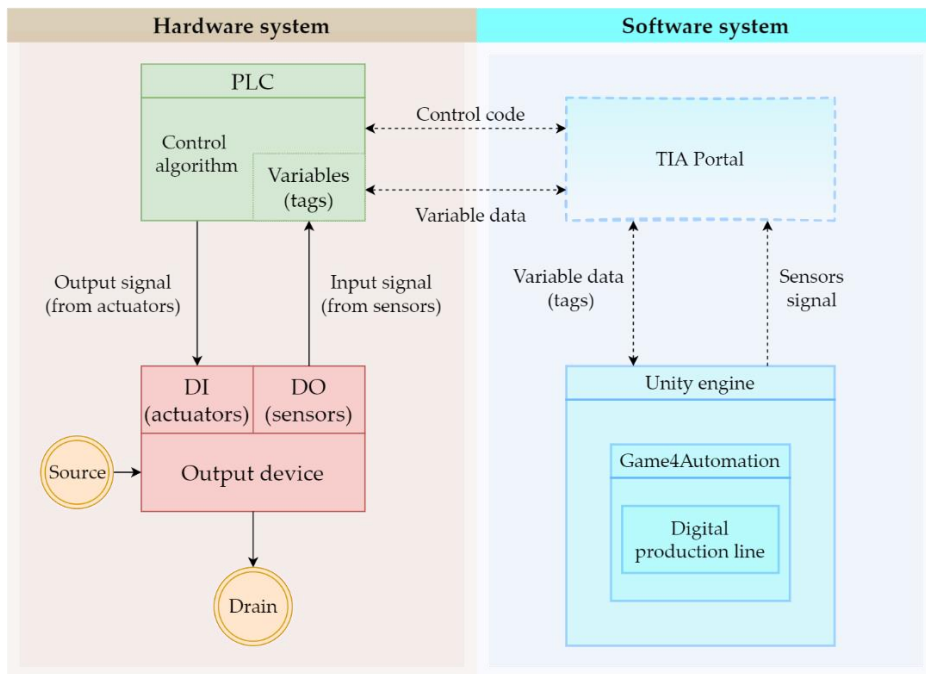 Hardware system
Software system
PLC
Control
algorithm
Variables
(tags)
Control code
Variable data
TIA Portal
Output signal
(from actuators)
Input signal
(from sensors)
Variable data
(tags)
Sensors
signal
DI
(actuators)
DO
(sensors)
Output device
Source
Drain
Unity engine
Game4Automation
Digital
production line